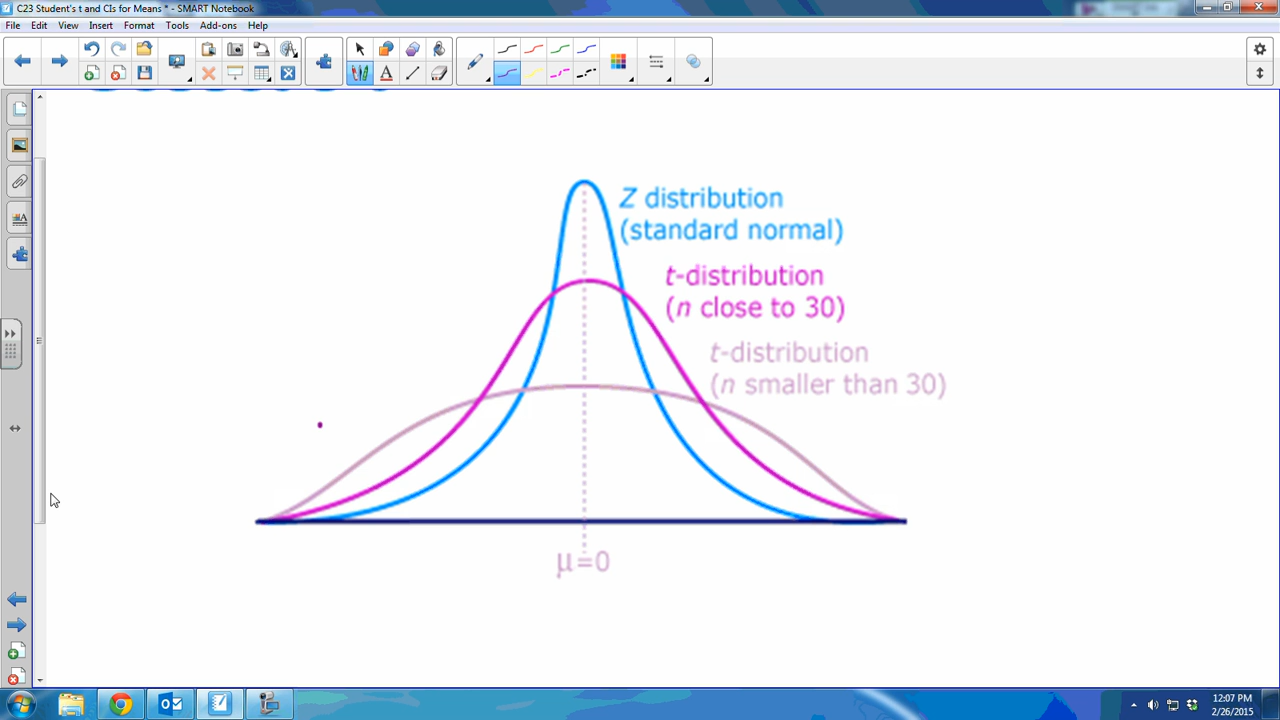 C23 Student's t and CIs for Means * - SMART Notebook
File Edit View Insert Format Tools Add-ons Help
Z distribution
(standard normal)
t-distribution
(n close to 30)
t-distribution
(n smaller than 30)
μ=0
12:07 PM
2/26/2015